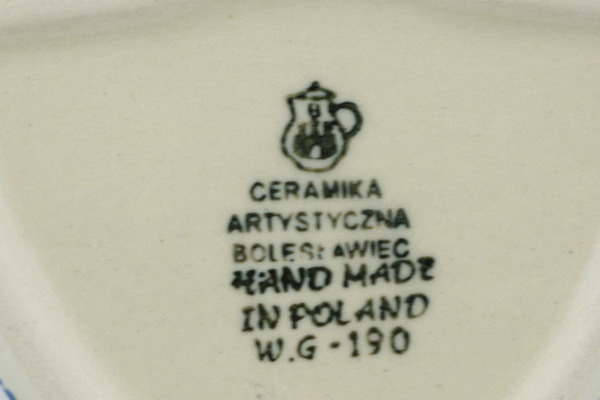 CERAMIKA
ARTYSTYCZNA
BOLESŁAWIEC
HAND MADE
IN POLAND
W.G-190